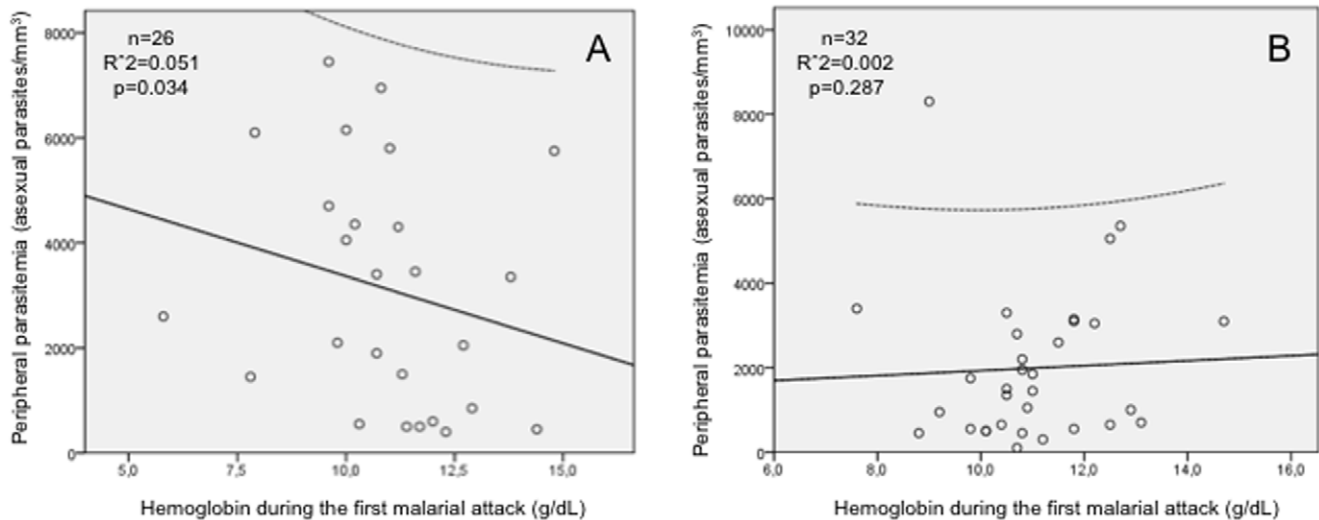 A
n=26
R^2=0.051
p=0.034
Peripheral parasitemia (asexual parasites/mm³)
8000
6000
4000
2000
0
5,0
7,5
10,0
12,5
15,0
Hemoglobin during the first malarial attack (g/dL)
B
n=32
R^2=0.002
p=0.287
Peripheral parasitemia (asexual parasites/mm³)
10000
8000
6000
4000
2000
0
6,0
8,0
10,0
12,0
14,0
16,0
Hemoglobin during the first malarial attack (g/dL)